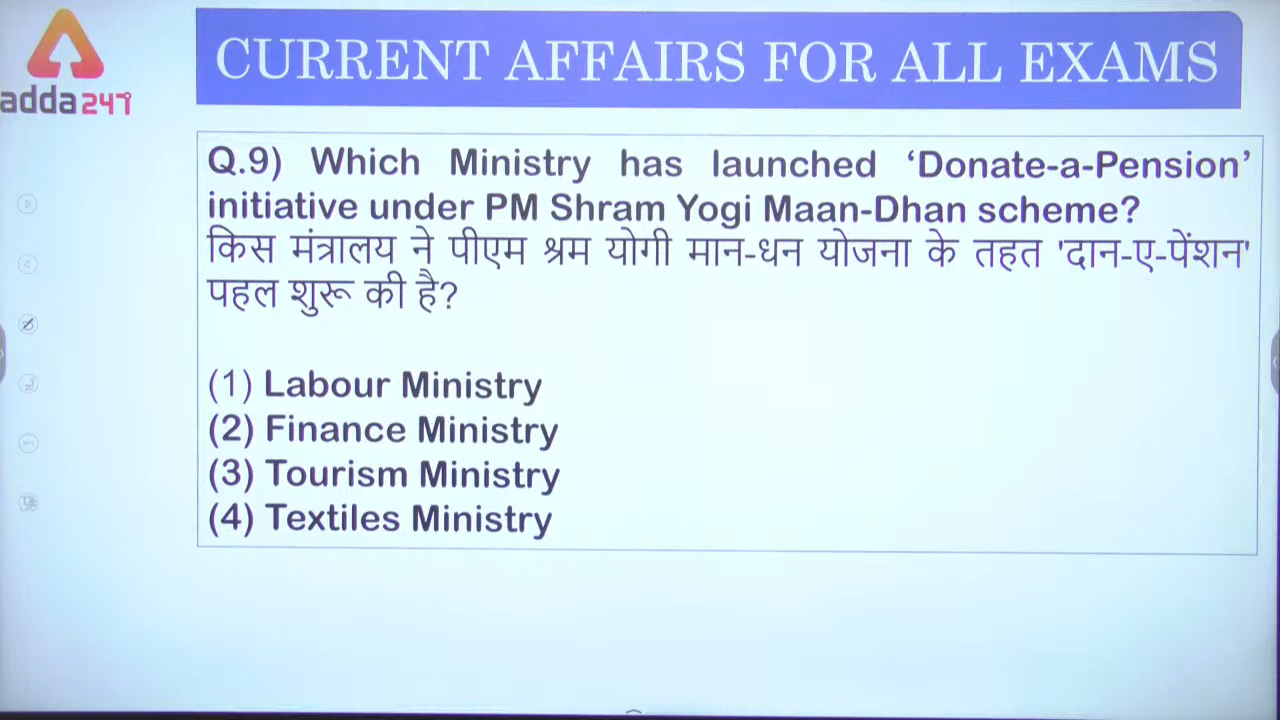 adda247
CURRENT AFFAIRS FOR ALL EXAMS
Q.9) Which Ministry has launched ‘Donate-a-Pension’
initiative under PM Shram Yogi Maan-Dhan scheme?
किस मंत्रालय ने पीएम श्रम योगी मान-धन योजना के तहत 'दान-ए-पेंशन'
पहल शुरू की है?
(1) Labour Ministry
(2) Finance Ministry
(3) Tourism Ministry
(4) Textiles Ministry